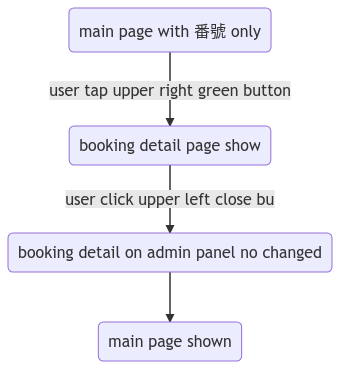 main page with 番號 only
user tap upper right green button
booking detail page show
user click upper left close bu
booking detail on admin panel no changed
main page shown